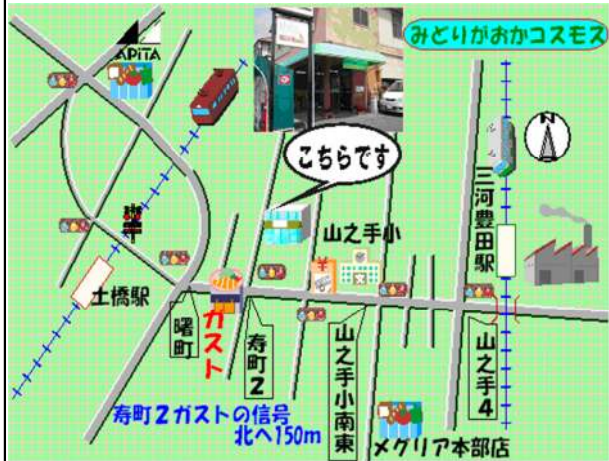 みどりがおかコスモス
APiTA
こちらです
山之手小
三河豊田駅
土橋駅
曙町
ガスト
寿町2
山之手小南東
山之手4
寿町2ガストの信号
北へ150m
メグリア本部店